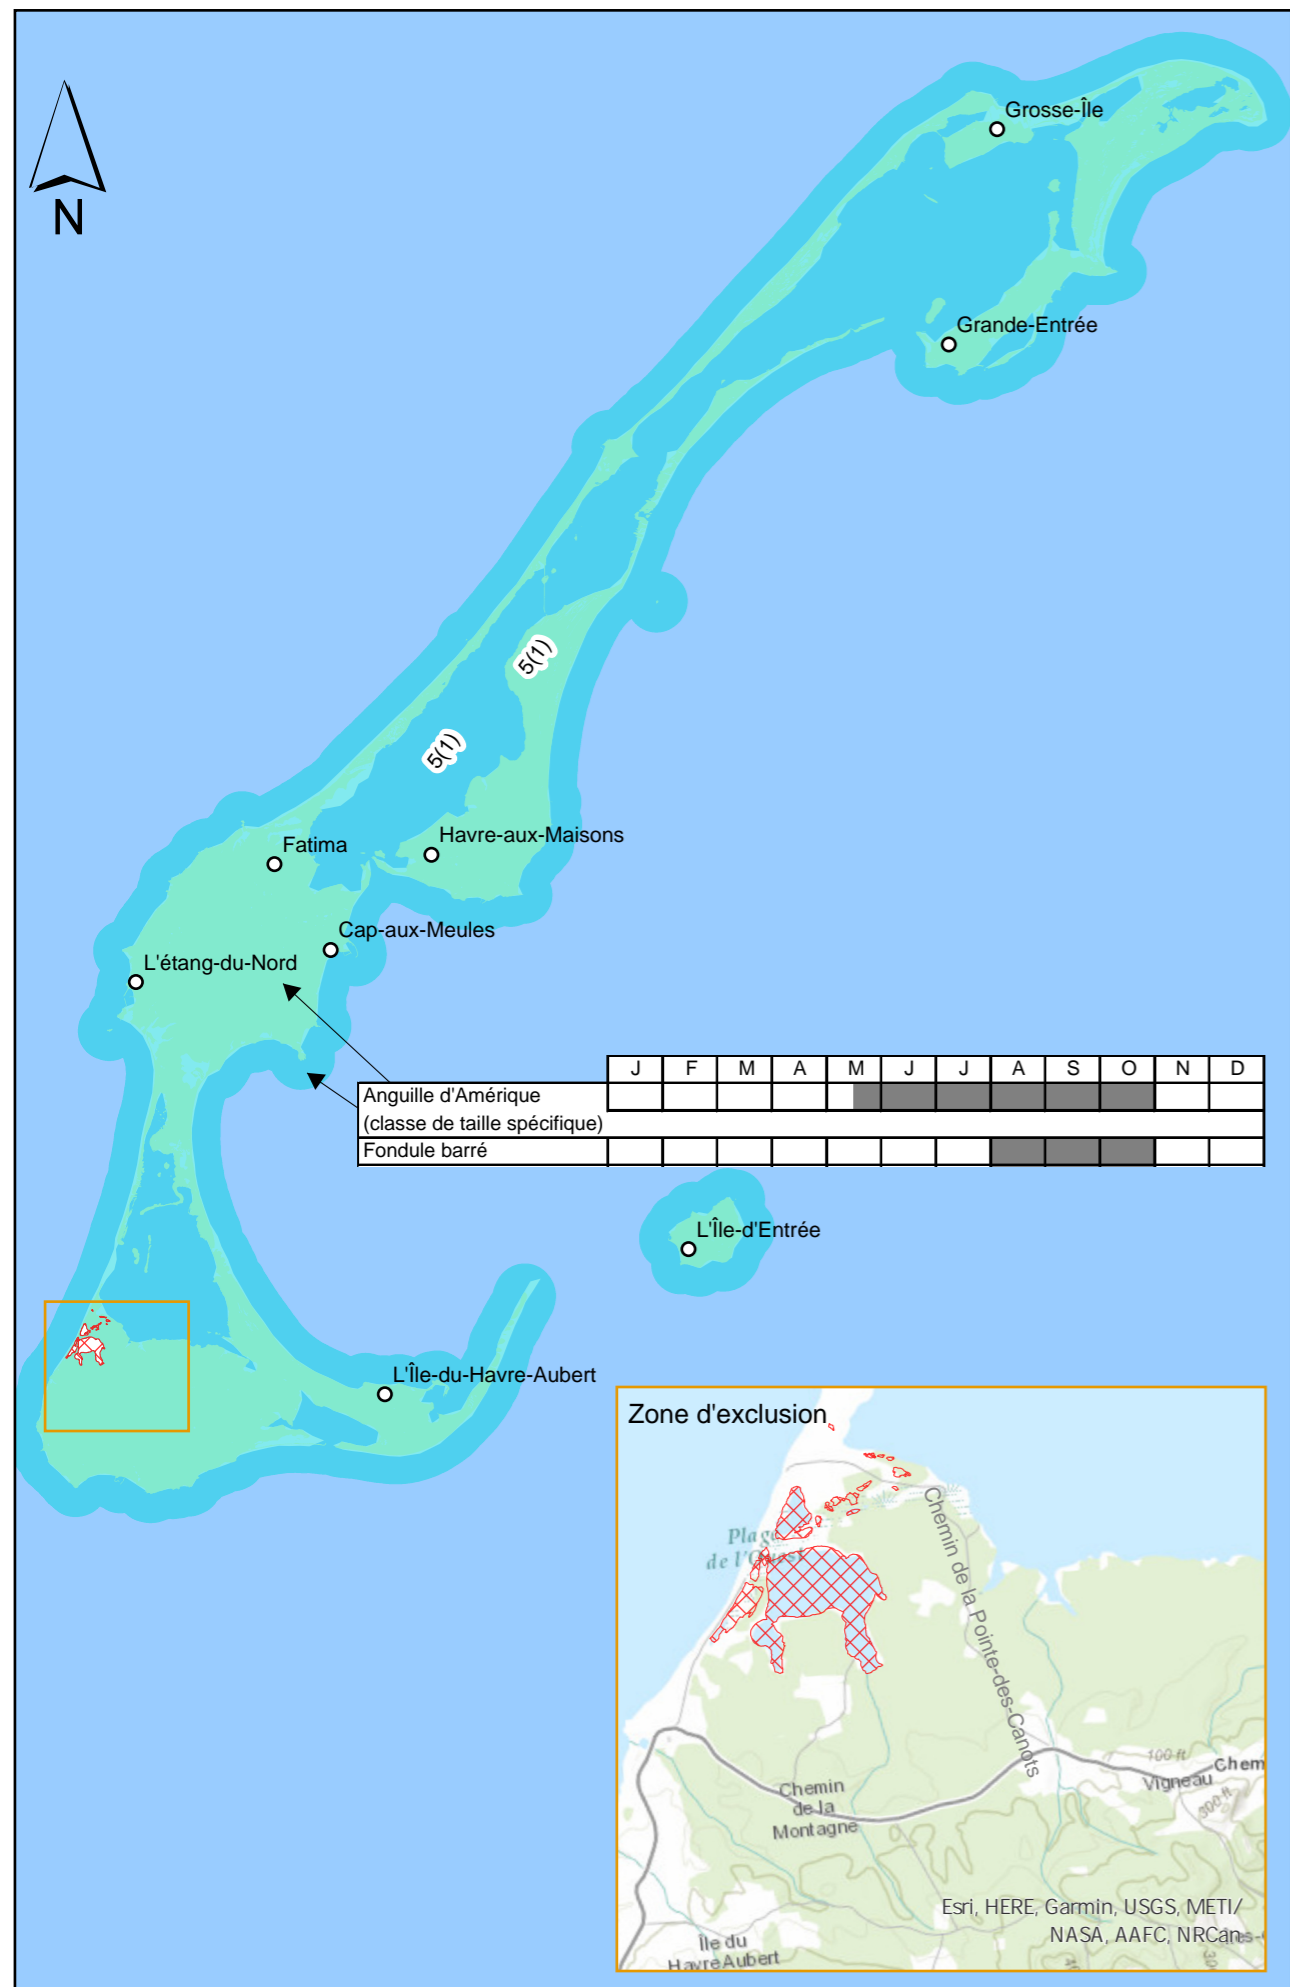 N
Grosse-Île
Grande-Entrée
5(1)
5(1)
Fatima
Havre-aux-Maisons
Cap-aux-Meules
L'étang-du-Nord
J F M A M J J A S O N D
Anguille d'Amérique
(classe de taille spécifique)
Fondule barré
L'Île-d'Entrée
L'Île-du-Havre-Aubert
Zone d'exclusion
Plage
de l'Ouest
Chemin de la Pointe-des-Canots
100 ft
Chem
Vigneau
300 ft
Chemin
de la
Montagne
Esri, HERE, Garmin, USGS, METI/
NASA, AAFC, NRCan
Île du
Havre Aubert